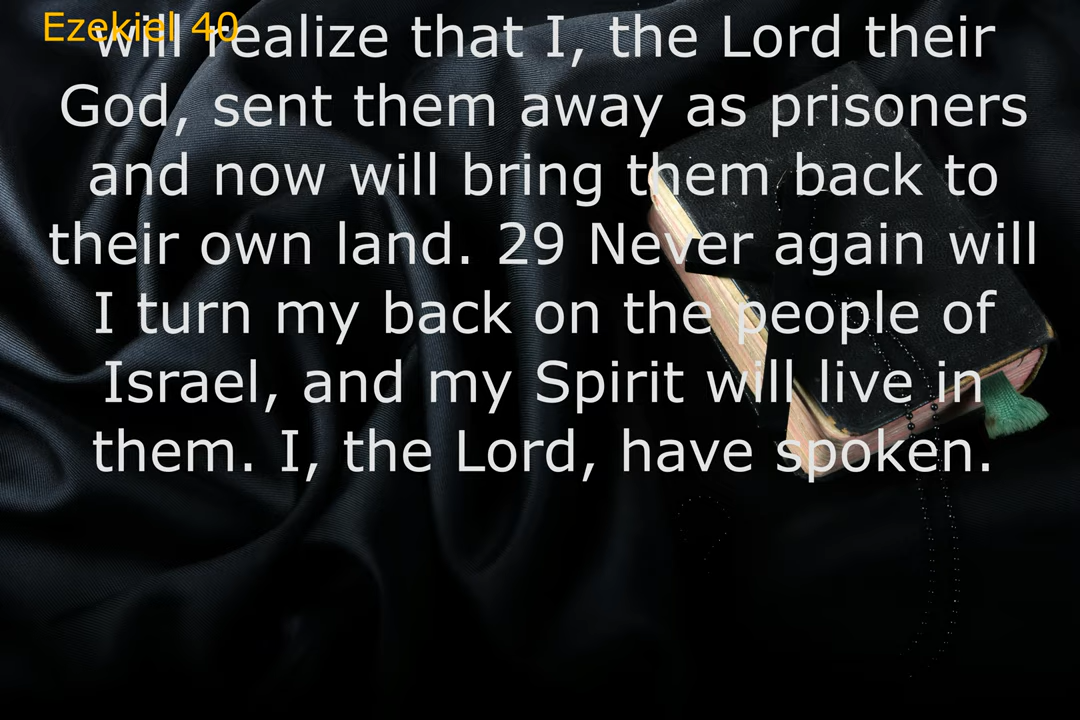 Ezekiel 40
will realize that I, the Lord their
God, sent them away as prisoners
and now will bring them back to
their own land. 29 Never again will
I turn my back on the people of
Israel, and my Spirit will live in
them. I, the Lord, have spoken.